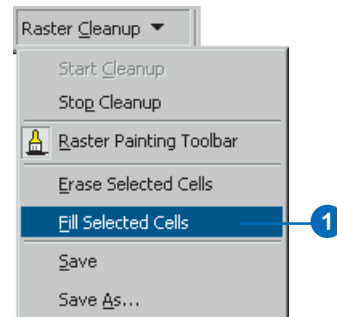 Raster Cleanup
Start Cleanup
Stop Cleanup
Raster Painting Toolbar
Erase Selected Cells
Fill Selected Cells
1
Save
Save As...